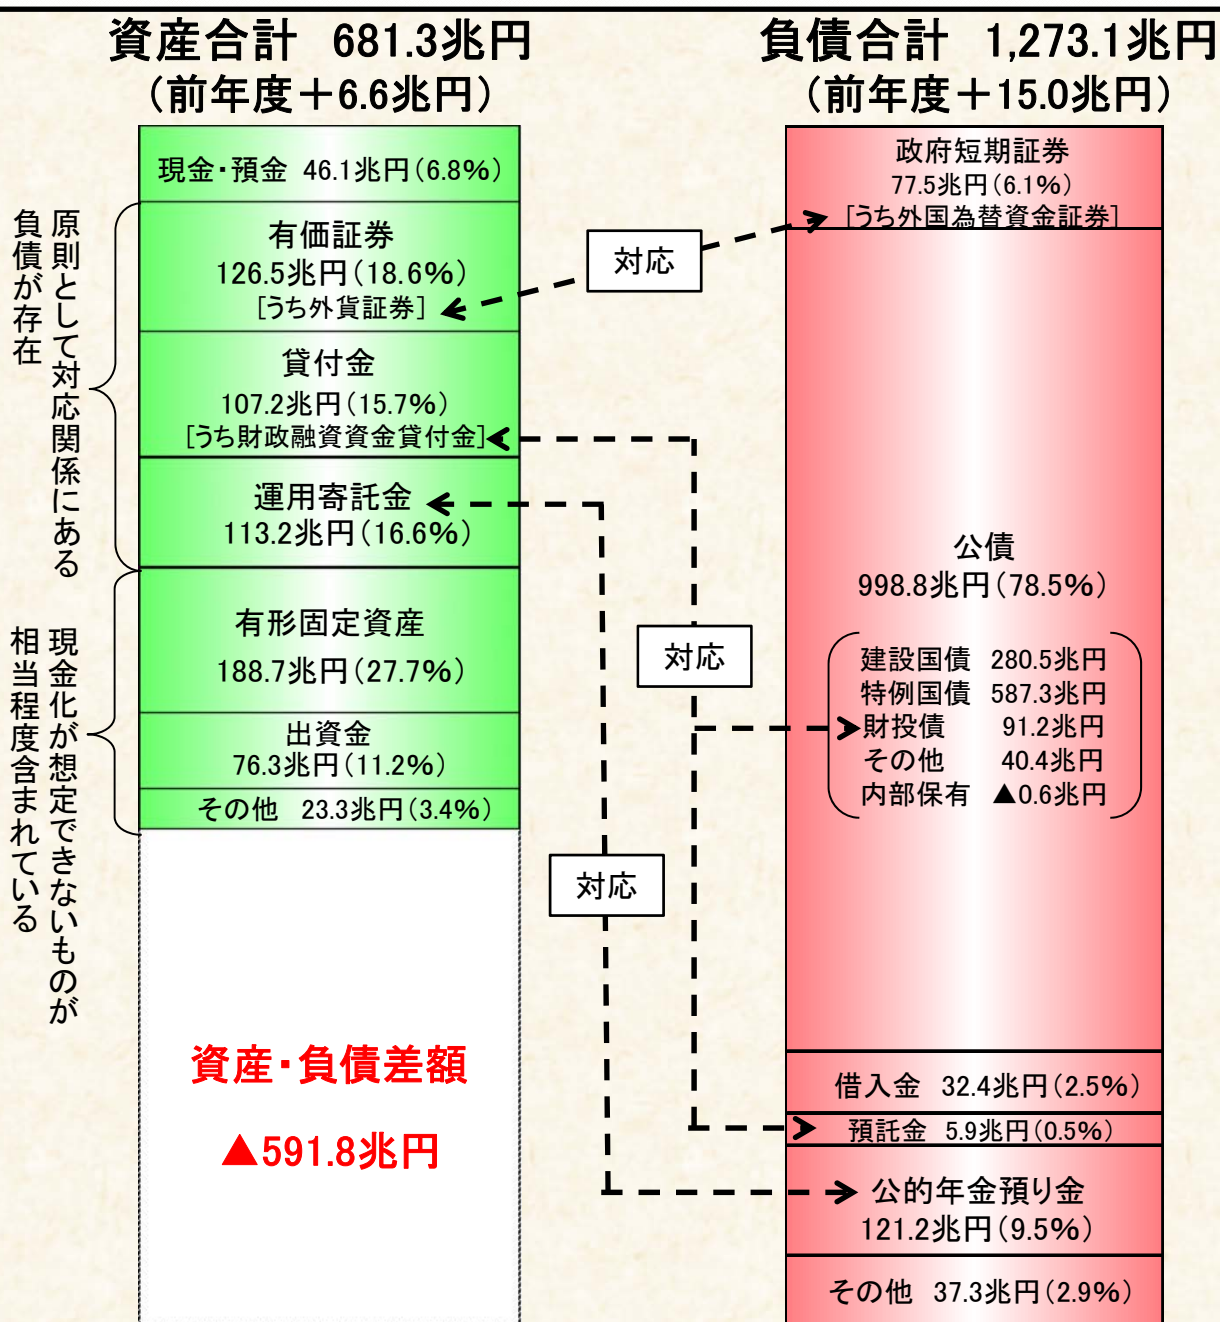 資産合計 681.3兆円
(前年度+6.6兆円)
現金・預金 46.1兆円(6.8%)
有価証券
126.5兆円(18.6%)
[うち外貨証券]
貸付金
107.2兆円(15.7%)
[うち財政融資資金貸付金]
運用寄託金
113.2兆円(16.6%)
有形固定資産
188.7兆円(27.7%)
出資金
76.3兆円(11.2%)
その他 23.3兆円(3.4%)
資産・負債差額
▲591.8兆円
原則として対応関係にある
負債が存在
現金化が想定できないものが
相当程度含まれている
対応
対応
対応
負債合計 1,273.1兆円
(前年度+15.0兆円)
政府短期証券
77.5兆円(6.1%)
[うち外国為替資金証券]
公債
998.8兆円(78.5%)
建設国債 280.5兆円
特例国債 587.3兆円
財投債 91.2兆円
その他 40.4兆円
内部保有 ▲0.6兆円
借入金 32.4兆円(2.5%)
預託金 5.9兆円(0.5%)
公的年金預り金
121.2兆円(9.5%)
その他 37.3兆円(2.9%)